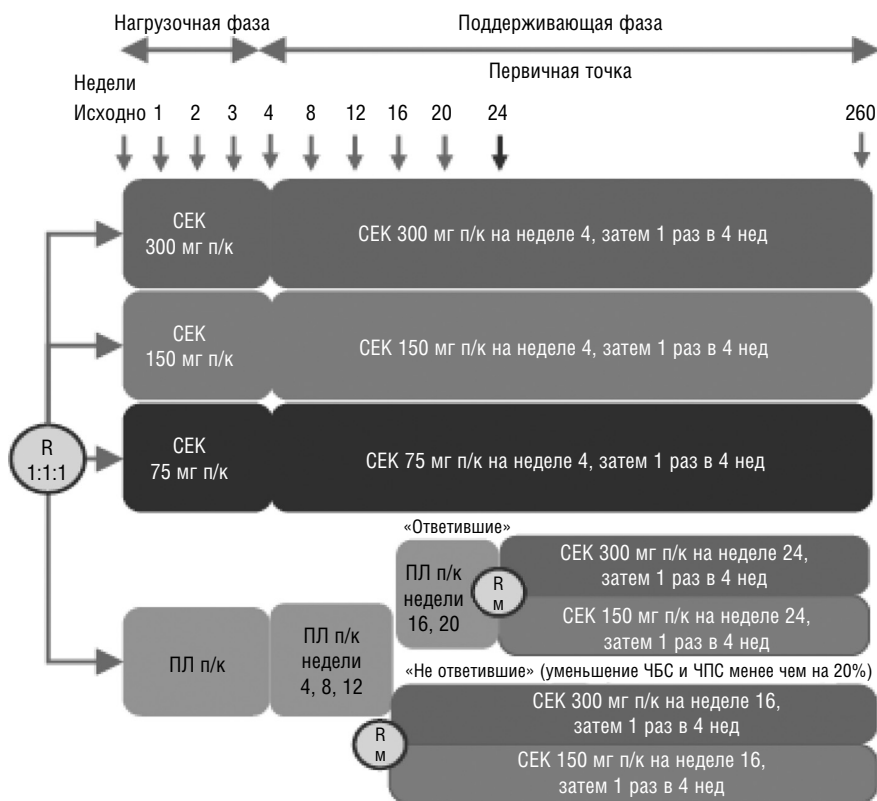 Нагрузочная фаза
Поддерживающая фаза
Первичная точка
Недели
Исходно 1 2 3 4 8 12 16 20 24 260
СЕК
300 мг п/к
СЕК 300 мг п/к на неделе 4, затем 1 раз в 4 нед
СЕК
150 мг п/к
СЕК 150 мг п/к на неделе 4, затем 1 раз в 4 нед
R
1:1:1
СЕК
75 мг п/к
СЕК 75 мг п/к на неделе 4, затем 1 раз в 4 нед
«Ответившие»
ПЛ п/к
недели
16, 20
R
м
СЕК 300 мг п/к на неделе 24,
затем 1 раз в 4 нед
СЕК 150 мг п/к на неделе 24,
затем 1 раз в 4 нед
ПЛ п/к
ПЛ п/к
недели
4, 8, 12
«Не ответившие» (уменьшение ЧБС и ЧПС менее чем на 20%)
R
м
СЕК 300 мг п/к на неделе 16,
затем 1 раз в 4 нед
СЕК 150 мг п/к на неделе 16,
затем 1 раз в 4 нед